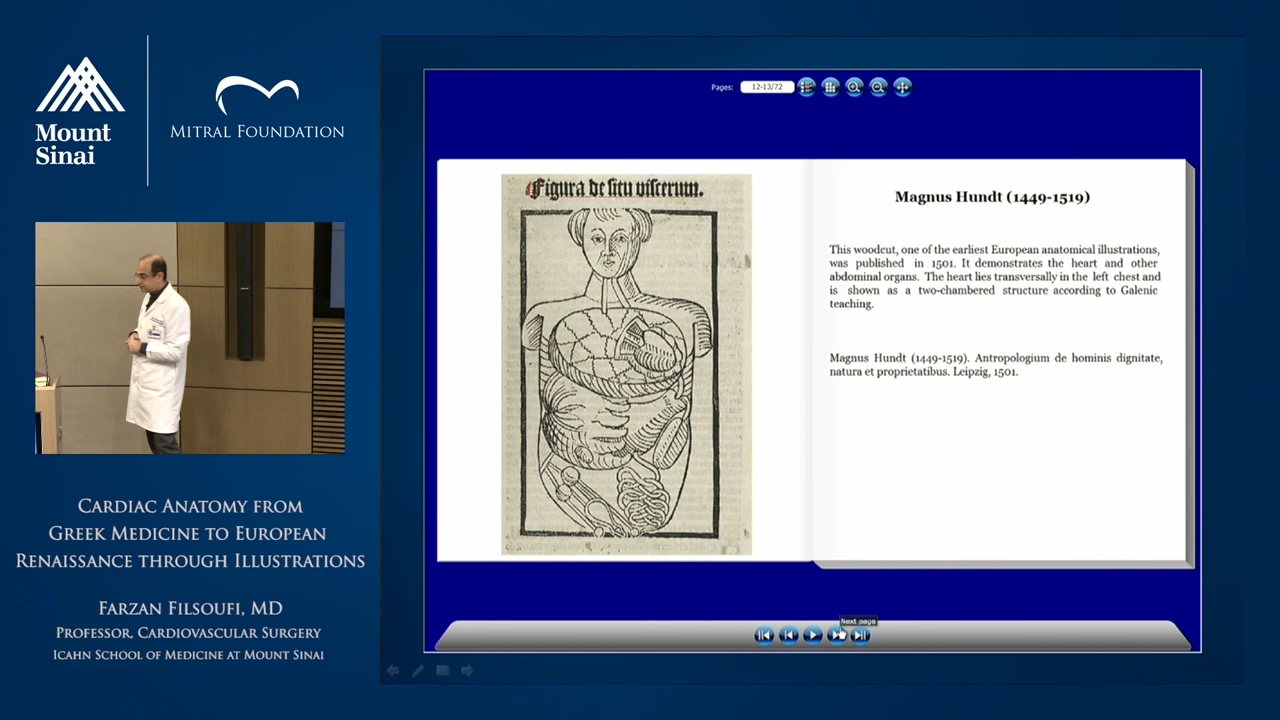 Mount
Sinai
MITRAL FOUNDATION
CARDIAC ANATOMY FROM
GREEK MEDICINE TO EUROPEAN
RENAISSANCE THROUGH ILLUSTRATIONS
FARZAN FILSOUFI, MD
PROFESSOR, CARDIOVASCULAR SURGERY
ICAHN SCHOOL OF MEDICINE AT MOUNT SINAI
Pages: 12-13/72
Figura de situ viscerum.
Magnus Hundt (1449-1519)
This woodcut, one of the earliest European anatomical illustrations,
was published in 1501. It demonstrates the heart and other
abdominal organs. The heart lies transversally in the left chest and
is shown as a two-chambered structure according to Galenic
teaching.
Magnus Hundt (1449-1519). Antropologium de hominis dignitate,
natura et proprietatibus. Leipzig, 1501.
Next page